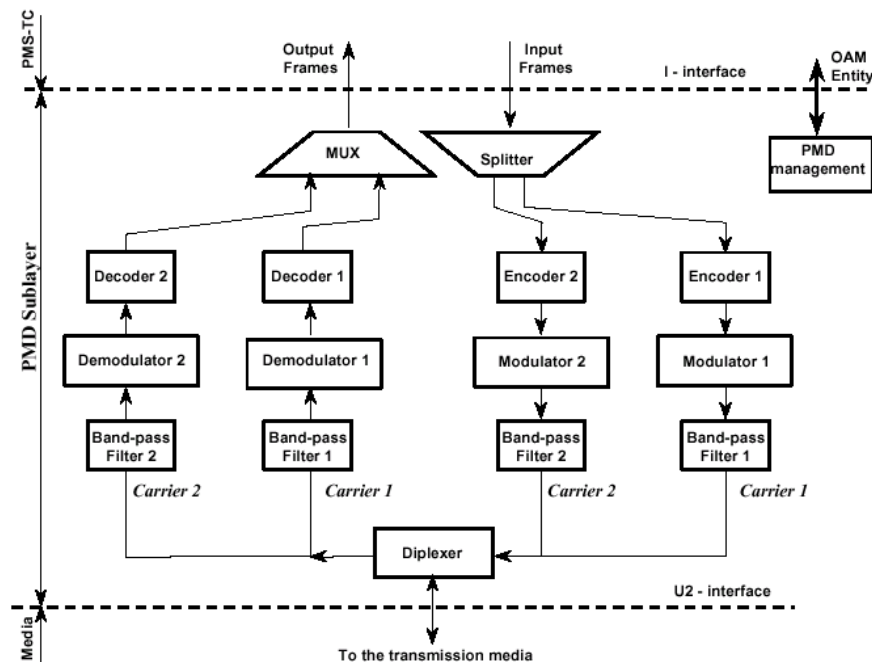 PMS-TC
Output
Frames
Input
Frames
I - interface
OAM
Entity
MUX
Splitter
PMD
management
PMD Sublayer
Decoder 2
Decoder 1
Encoder 2
Encoder 1
Demodulator 2
Demodulator 1
Modulator 2
Modulator 1
Band-pass
Filter 2
Band-pass
Filter 1
Band-pass
Filter 2
Band-pass
Filter 1
Carrier 2
Carrier 1
Carrier 2
Carrier 1
Diplexer
U2 - interface
Media
To the transmission media